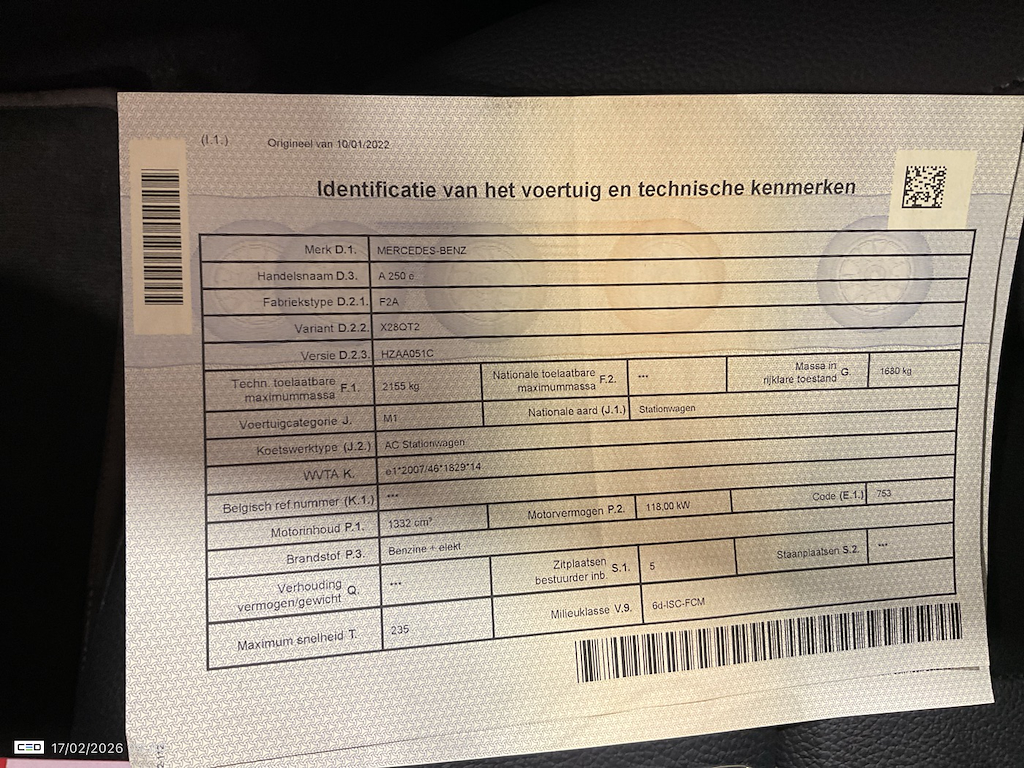 (I.1.) Origineel van 10/01/2022
Identificatie van het voertuig en technische kenmerken
Merk D.1. MERCEDES-BENZ
Handelsnaam D.3. A 250 e
Fabriekstype D.2.1. F2A
Variant D.2.2. X28QT2
Versie D.2.3. HZAA051C
Techn. toelaatbare maximummassa F.1. 2155 kg Nationale toelaatbare maximummassa F.2. *** Massa in rijklare toestand G. 1680 kg
Voertuigcategorie J. M1 Nationale aard (J.1.) Stationwagen
Koetswerktype (J.2.) AC Stationwagen
WVTA K. e1*2007/46*1829*14
Belgisch ref.nummer (K.1.) ***
Motorinhoud P.1. 1332 cm³ Motorvermogen P.2. 118,00 kW Code (E.1.) 753
Brandstof P.3. Benzine + elekt
Verhouding vermogen/gewicht Q. *** Zitplaatsen bestuurder inb. S.1. 5 Staanplaatsen S.2. ***
Maximum snelheid T. 235 Milieuklasse V.9. 6d-ISC-FCM
17/02/2026